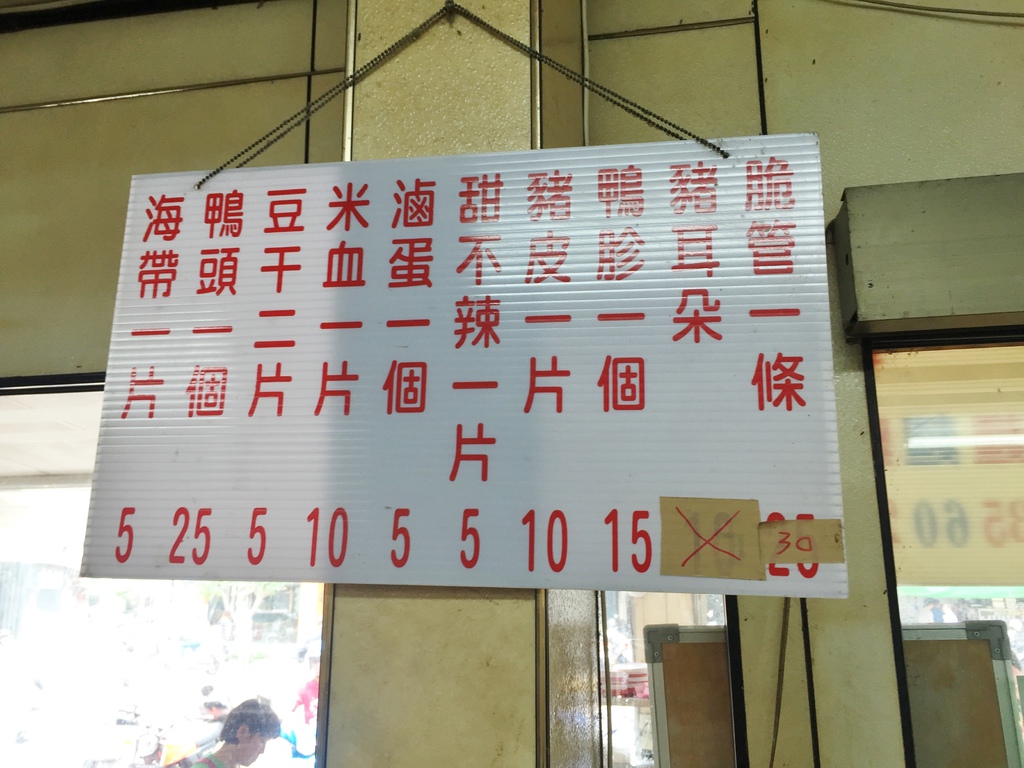 脆管一條 30
豬耳朵
鴨胗一個 15
豬皮一片 10
甜不辣一片 5
滷蛋一個 5
米血一片 10
豆干二片 5
鴨頭一個 25
海帶一片 5